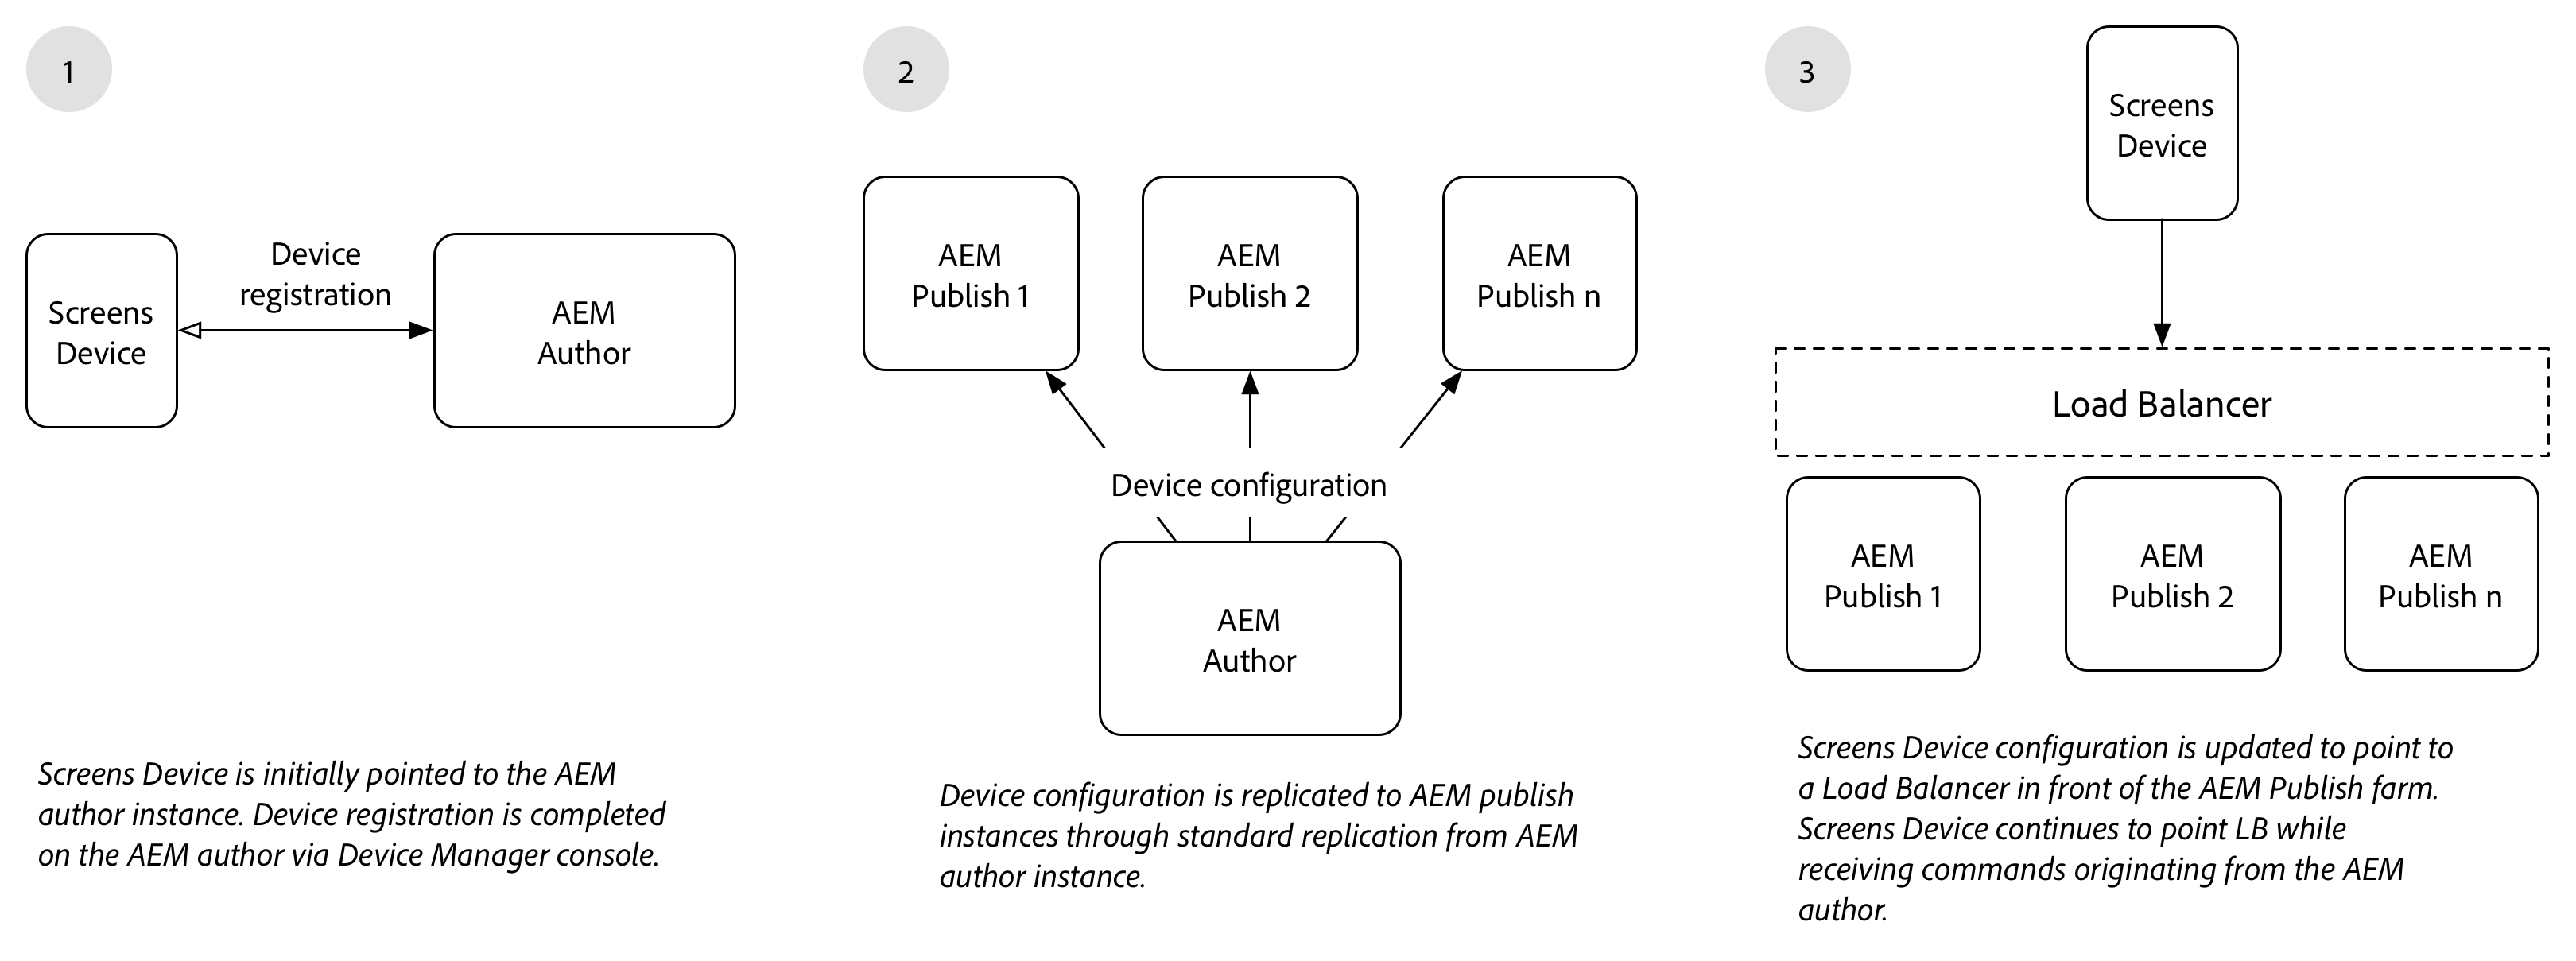 1
Device
registration
Screens
Device
AEM
Author
Screens Device is initially pointed to the AEM
author instance. Device registration is completed
on the AEM author via Device Manager console.
2
AEM
Publish 1
AEM
Publish 2
AEM
Publish n
Device configuration
AEM
Author
Device configuration is replicated to AEM publish
instances through standard replication from AEM
author instance.
3
Screens
Device
Load Balancer
AEM
Publish 1
AEM
Publish 2
AEM
Publish n
Screens Device configuration is updated to point to
a Load Balancer in front of the AEM Publish farm.
Screens Device continues to point LB while
receiving commands originating from the AEM
author.